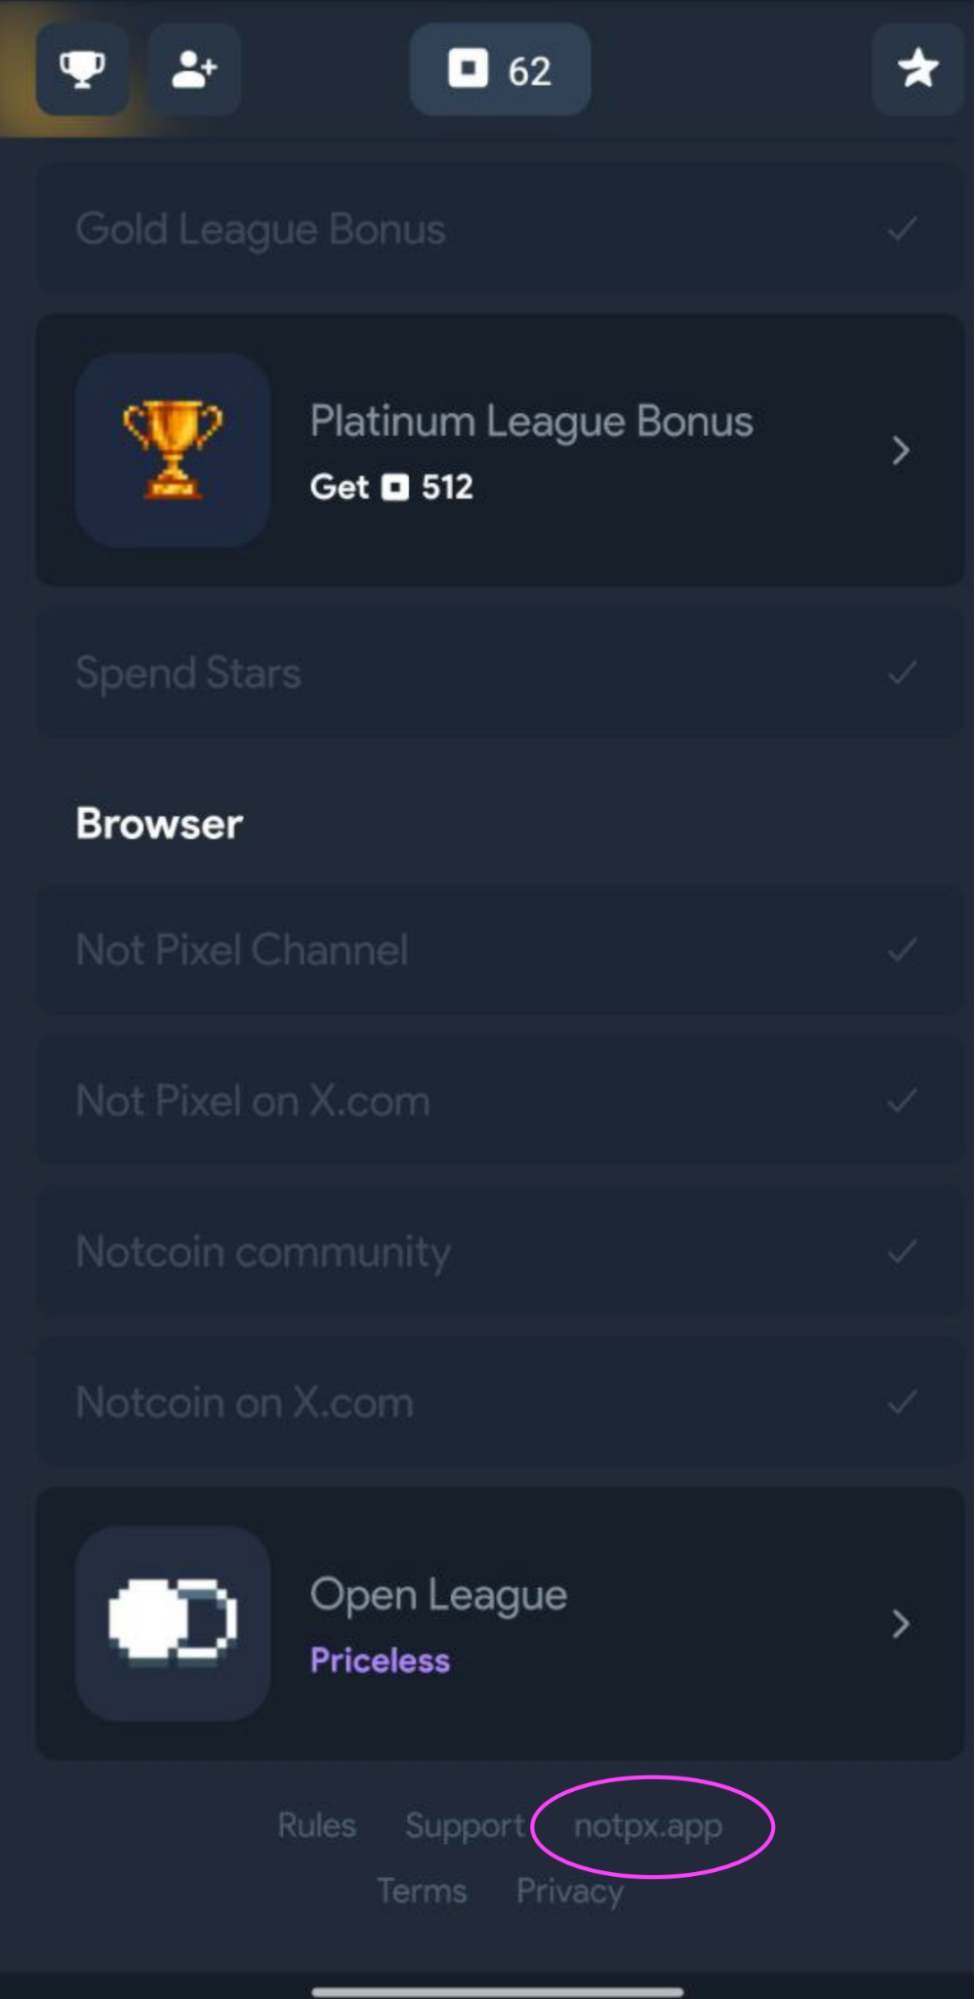 62
Gold League Bonus
Platinum League Bonus
Get 512
Spend Stars
Browser
Not Pixel Channel
Not Pixel on X.com
Notcoin community
Notcoin on X.com
Open League
Priceless
Rules Support notpx.app
Terms Privacy